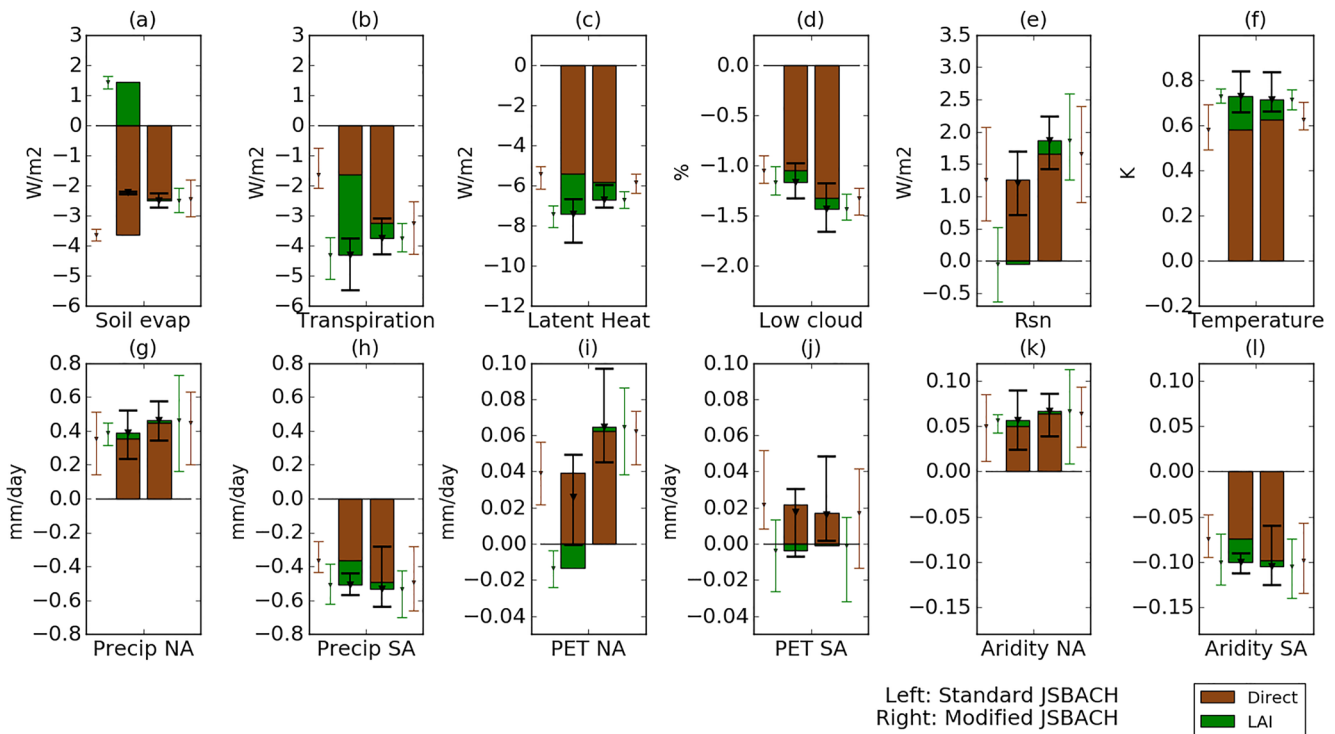 (a) (b) (c) (d) (e) (f)
3 3 0 0.0 3.5
2 2 3.0 0.8
1 1 −2 −0.5 2.5
0 0 −4 2.0 0.6
−1 −1 −1.0 1.5
W/m2 W/m2 W/m2 % W/m2 K
−2 −2 −6 1.0 0.4
−3 −3 −8 −1.5 0.5 0.2
−4 −4 −10 −2.0 0.0 0.0
−5 −5 −0.5
−6 −6 −12 −0.2
Soil evap Transpiration Latent Heat Low cloud Rsn Temperature
(g) (h) (i) (j) (k) (l)
0.8 0.8 0.10 0.10 0.10 0.10
0.6 0.6 0.08 0.08
0.4 0.4 0.06 0.06 0.05 0.05
0.2 0.2 0.04 0.04 0.00 0.00
mm/day mm/day mm/day mm/day
0.0 0.0 0.02 0.02
−0.2 −0.2 0.00 0.00 −0.05 −0.05
−0.4 −0.4 −0.02 −0.02 −0.10 −0.10
−0.6 −0.6 −0.04 −0.04 −0.15 −0.15
−0.8 −0.8
Precip NA Precip SA PET NA PET SA Aridity NA Aridity SA
Left: Standard JSBACH
Right: Modified JSBACH
Direct
LAI